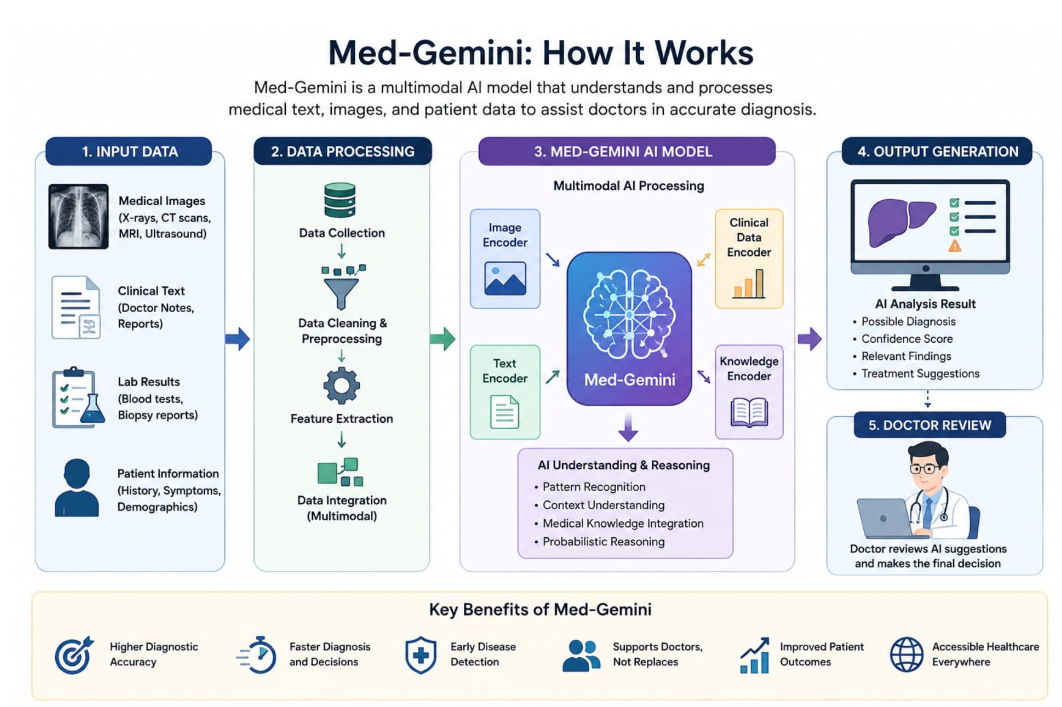 Med-Gemini: How It Works
Med-Gemini is a multimodal AI model that understands and processes
medical text, images, and patient data to assist doctors in accurate diagnosis.
1. INPUT DATA
Medical Images
(X-rays, CT scans,
MRI, Ultrasound)
Clinical Text
(Doctor Notes,
Reports)
Lab Results
(Blood tests,
Biopsy reports)
Patient Information
(History, Symptoms,
Demographics)
2. DATA PROCESSING
Data Collection
Data Cleaning &
Preprocessing
Feature Extraction
Data Integration
(Multimodal)
3. MED-GEMINI AI MODEL
Multimodal AI Processing
Image
Encoder
Clinical
Data
Encoder
Text
Encoder
Knowledge
Encoder
Med-Gemini
AI Understanding & Reasoning
• Pattern Recognition
• Context Understanding
• Medical Knowledge Integration
• Probabilistic Reasoning
4. OUTPUT GENERATION
AI Analysis Result
• Possible Diagnosis
• Confidence Score
• Relevant Findings
• Treatment Suggestions
5. DOCTOR REVIEW
Doctor reviews AI suggestions
and makes the final decision
Key Benefits of Med-Gemini
Higher Diagnostic
Accuracy
Faster Diagnosis
and Decisions
Early Disease
Detection
Supports Doctors,
Not Replaces
Improved Patient
Outcomes
Accessible Healthcare
Everywhere